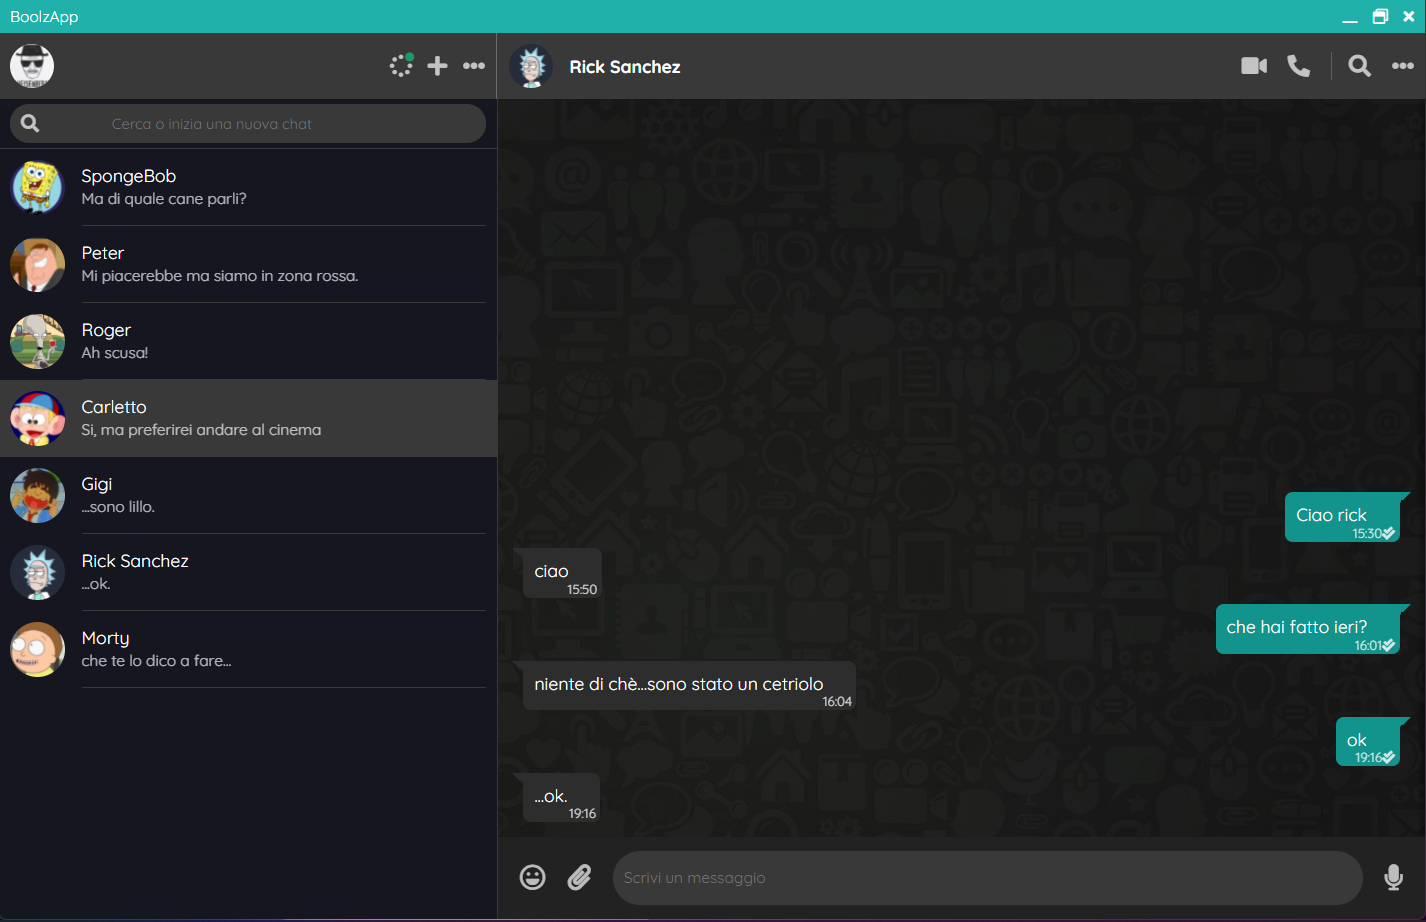 BoolzApp
Rick Sanchez
Cerca o inizia una nuova chat
SpongeBob
Ma di quale cane parli?
Peter
Mi piacerebbe ma siamo in zona rossa.
Roger
Ah scusa!
Carletto
Si, ma preferirei andare al cinema
Gigi
...sono lillo.
Rick Sanchez
...ok.
Morty
che te lo dico a fare...
Ciao rick
15:30
ciao
15:50
che hai fatto ieri?
16:01
niente di chè...sono stato un cetriolo
16:04
ok
19:16
...ok.
19:16
Scrivi un messaggio